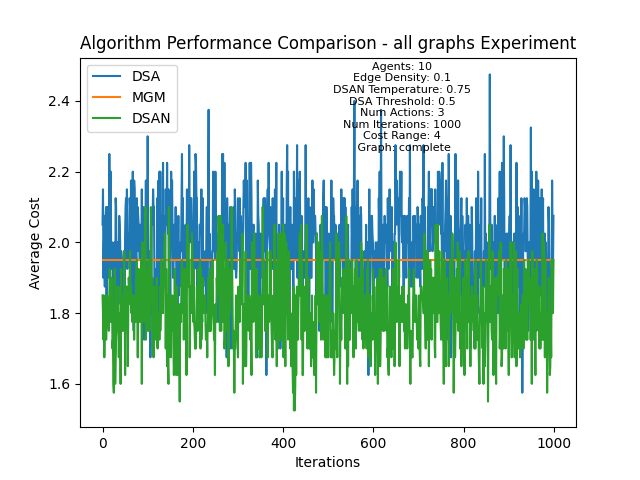 Algorithm Performance Comparison - all graphs Experiment
DSA
MGM
DSAN
Agents: 10
Edge Density: 0.1
DSAN Temperature: 0.75
DSA Threshold: 0.5
Num Actions: 3
Num Iterations: 1000
Cost Range: 4
Graph: complete
Average Cost
2.4
2.2
2.0
1.8
1.6
0 200 400 600 800 1000
Iterations